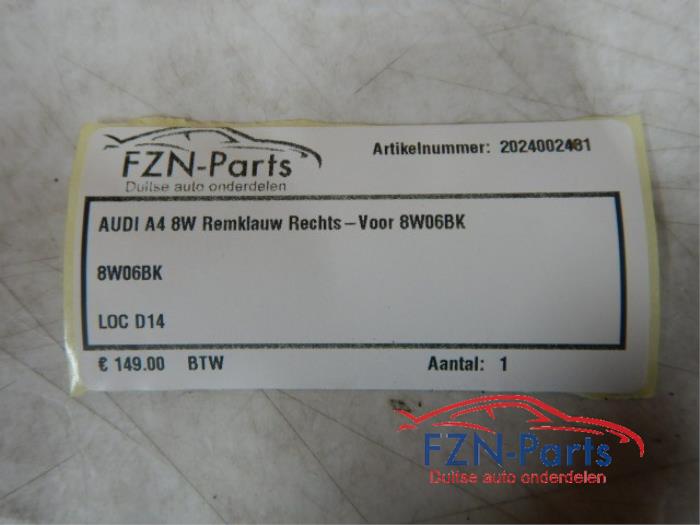 FZN-Parts
Duitse auto onderdelen
Artikelnummer: 2024002481
AUDI A4 8W Remklauw Rechts-Voor 8W06BK
8W06BK
LOC D14
€ 149.00 BTW
Aantal: 1
FZN-Parts
Duitse auto onderdelen